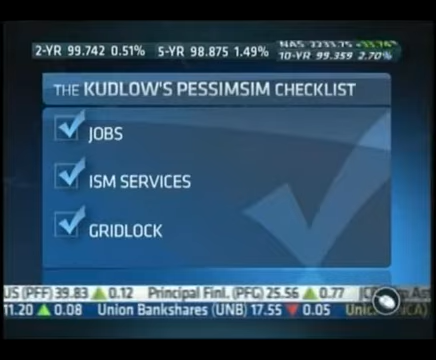 2-YR 99.742 0.51% 5-YR 98.875 1.49%
10-YR 99.359 2.70%
THE KUDLOW'S PESSIMSIM CHECKLIST
JOBS
ISM SERVICES
GRIDLOCK
US (PFF) 39.83 ▲ 0.12 Principal Finl. (PFG) 25.56 ▲ 0.77
11.20 ▲ 0.08 Union Bankshares (UNB) 17.55 ▼ 0.05